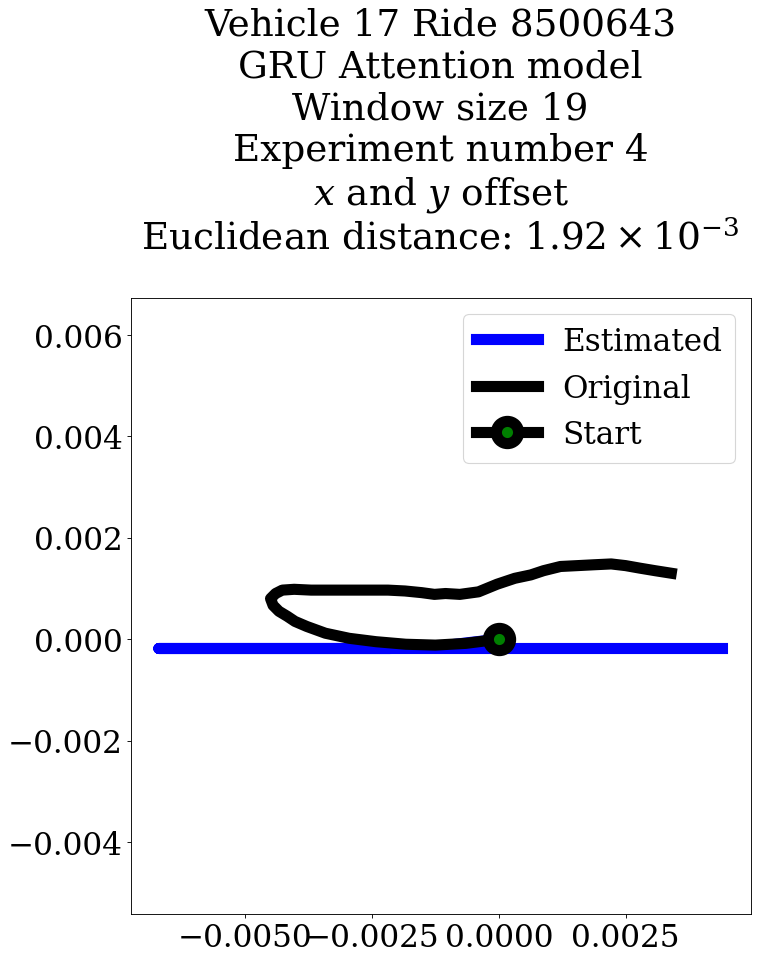 Vehicle 17 Ride 8500643
GRU Attention model
Window size 19
Experiment number 4
x and y offset
Euclidean distance: 1.92 × 10⁻³
Estimated
Original
Start
0.006
0.004
0.002
0.000
−0.002
−0.004
−0.0050 −0.0025 0.0000 0.0025